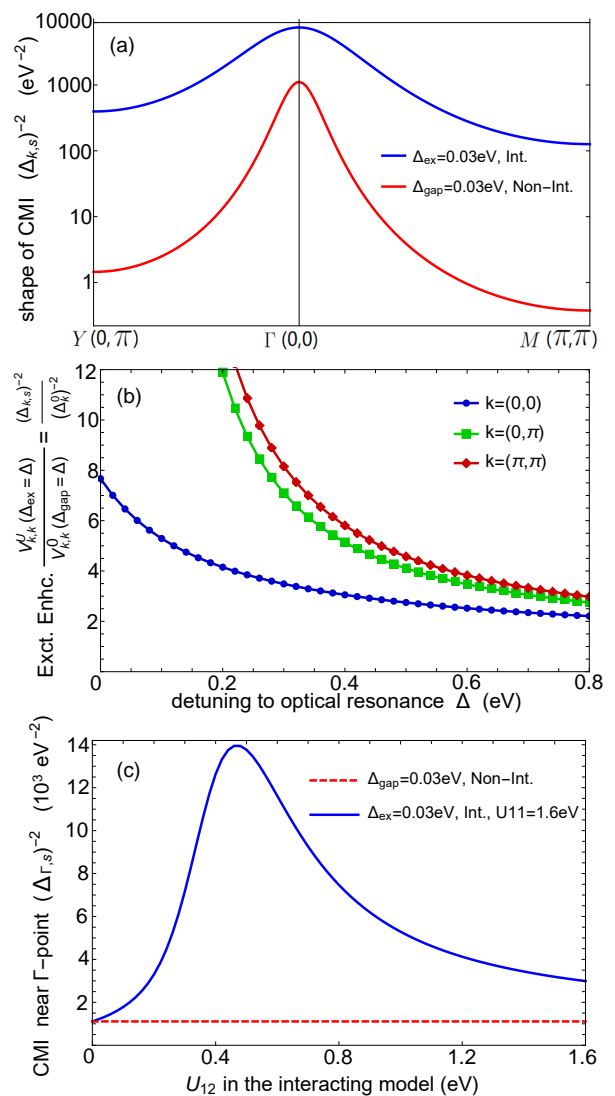 (a)
shape of CMI (Δk,s)⁻² (eV⁻²)
10000
1000
100
10
1
Δex=0.03eV, Int.
Δgap=0.03eV, Non−Int.
Y (0,π) Γ (0,0) M (π,π)
(b)
Exct. Enhc. V^U_k,k (Δex = Δ) / V^0_k,k (Δgap = Δ) = (Δk,s)⁻² / (Δ^0_k)⁻²
12
10
8
6
4
2
k=(0,0)
k=(0,π)
k=(π,π)
0 0.2 0.4 0.6 0.8
detuning to optical resonance Δ (eV)
(c)
CMI near Γ−point (ΔΓ,s)⁻² (10³ eV⁻²)
14
12
10
8
6
4
2
Δgap=0.03eV, Non−Int.
Δex=0.03eV, Int., U11=1.6eV
0 0.4 0.8 1.2 1.6
U₁₂ in the interacting model (eV)